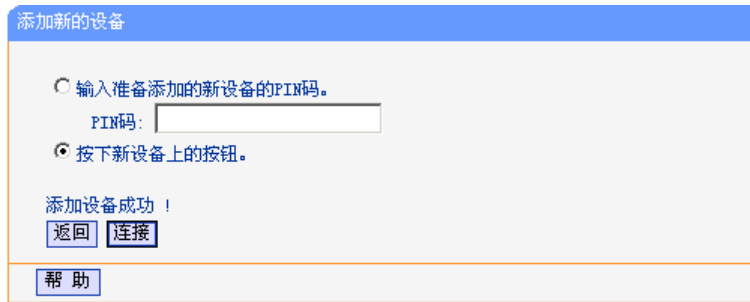 添加新的设备
输入准备添加的新设备的PIN码。
PIN码:
按下新设备上的按钮。
添加设备成功 !
返回 连接
帮 助